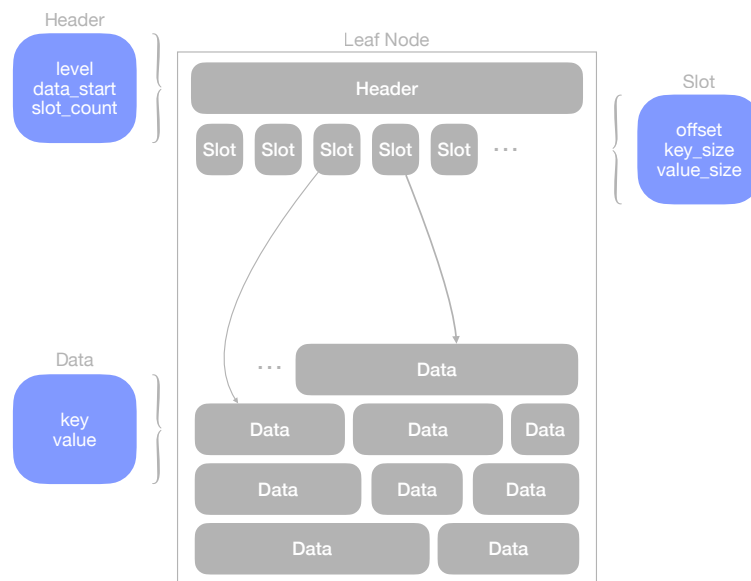 Header
level
data_start
slot_count
Leaf Node
Header
Slot
Slot
Slot
Slot
Slot
...
Slot
offset
key_size
value_size
Data
key
value
...
Data
Data
Data
Data
Data
Data
Data
Data
Data